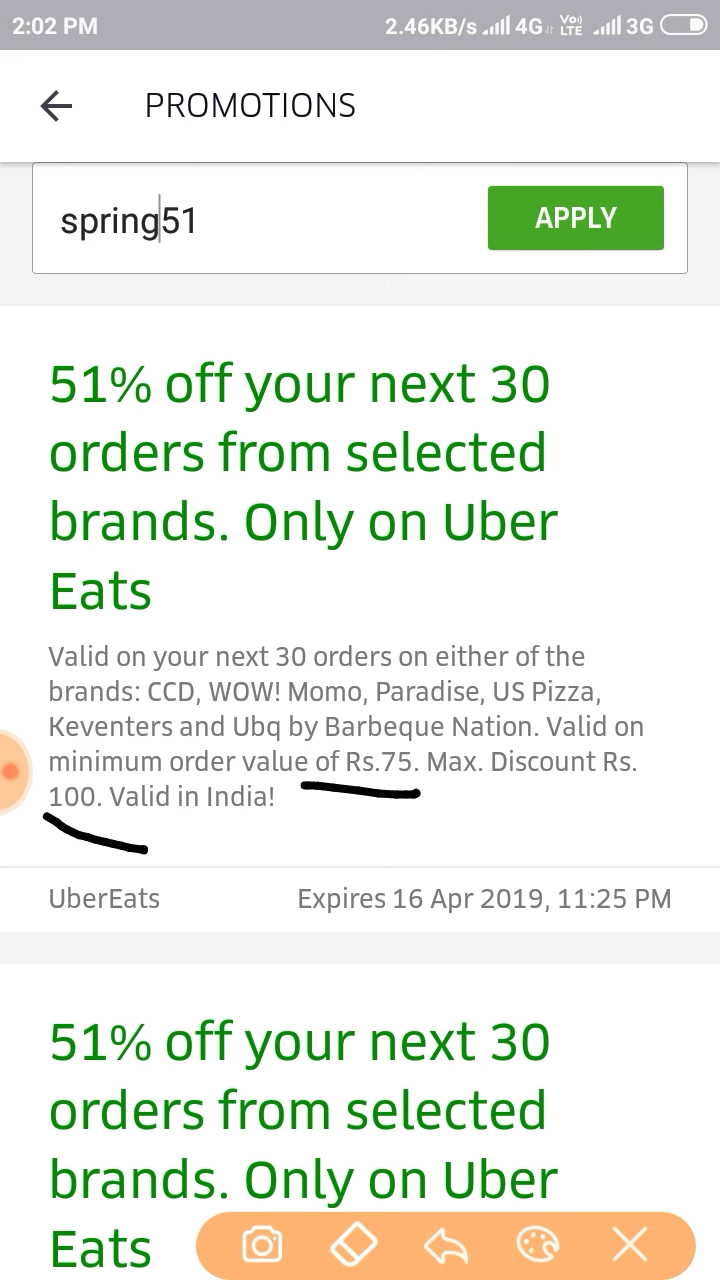 2:02 PM 2.46KB/s 4G Vo)) LTE 3G
PROMOTIONS
spring51 APPLY
51% off your next 30
orders from selected
brands. Only on Uber
Eats
Valid on your next 30 orders on either of the
brands: CCD, WOW! Momo, Paradise, US Pizza,
Keventers and Ubq by Barbeque Nation. Valid on
minimum order value of Rs.75. Max. Discount Rs.
100. Valid in India!
UberEats Expires 16 Apr 2019, 11:25 PM
51% off your next 30
orders from selected
brands. Only on Uber
Eats